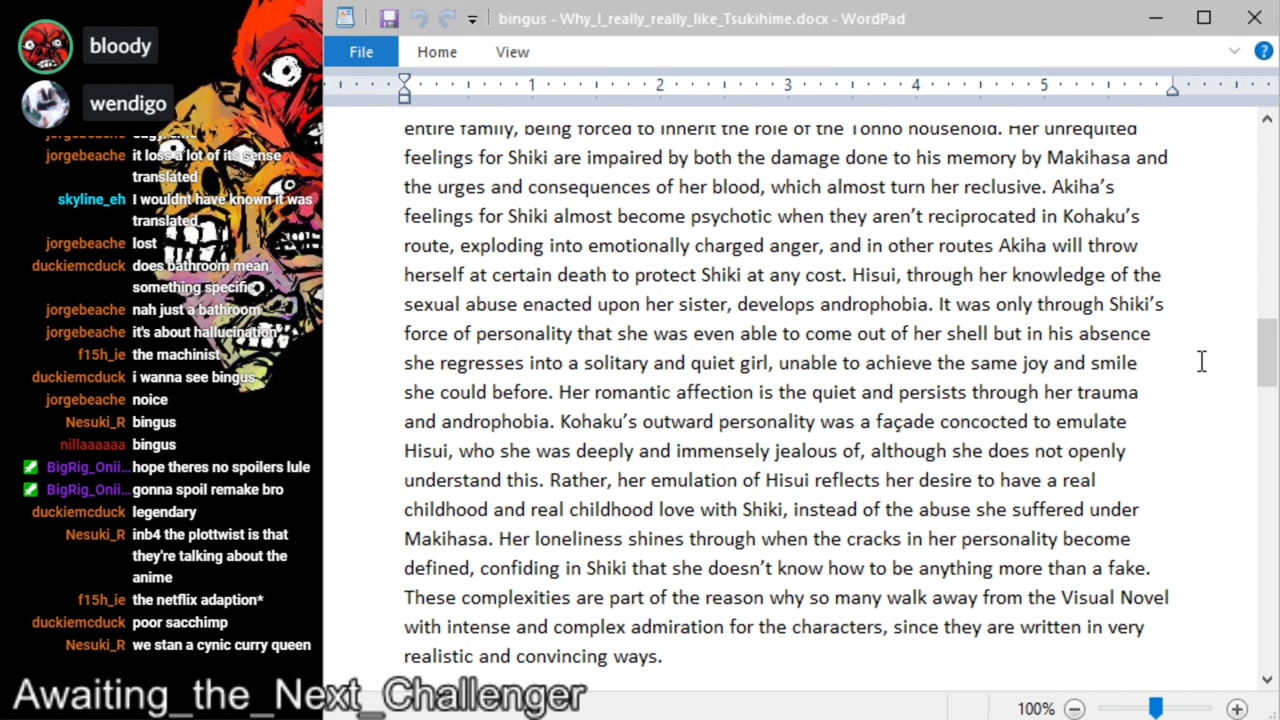 bloody
wendigo
bingus - Why_I_really_really_like_Tsukihime.docx - WordPad
File Home View
1 2 3 4 5
jorgebeache
jorgebeache it loss a lot of its sense
translated
skyline_eh I wouldnt have known it was
translated
jorgebeache lost
duckiemcduck does bathroom mean
something specific
jorgebeache nah just a bathroom
jorgebeache it's about hallucination
f15h_ie the machinist
duckiemcduck i wanna see bingus
jorgebeache noice
Nesuki_R bingus
nillaaaaaa bingus
BigRig_Onii... hope theres no spoilers lule
BigRig_Onii... gonna spoil remake bro
duckiemcduck legendary
Nesuki_R inb4 the plottwist is that
they're talking about the
anime
f15h_ie the netflix adaption*
duckiemcduck poor sacchimp
Nesuki_R we stan a cynic curry queen
entire family, being forced to inherit the role of the Tohno household. Her unrequited
feelings for Shiki are impaired by both the damage done to his memory by Makihasa and
the urges and consequences of her blood, which almost turn her reclusive. Akiha’s
feelings for Shiki almost become psychotic when they aren’t reciprocated in Kohaku’s
route, exploding into emotionally charged anger, and in other routes Akiha will throw
herself at certain death to protect Shiki at any cost. Hisui, through her knowledge of the
sexual abuse enacted upon her sister, develops androphobia. It was only through Shiki’s
force of personality that she was even able to come out of her shell but in his absence
she regresses into a solitary and quiet girl, unable to achieve the same joy and smile
she could before. Her romantic affection is the quiet and persists through her trauma
and androphobia. Kohaku’s outward personality was a façade concocted to emulate
Hisui, who she was deeply and immensely jealous of, although she does not openly
understand this. Rather, her emulation of Hisui reflects her desire to have a real
childhood and real childhood love with Shiki, instead of the abuse she suffered under
Makihasa. Her loneliness shines through when the cracks in her personality become
defined, confiding in Shiki that she doesn’t know how to be anything more than a fake.
These complexities are part of the reason why so many walk away from the Visual Novel
with intense and complex admiration for the characters, since they are written in very
realistic and convincing ways.
Awaiting_the_Next_Challenger
100%